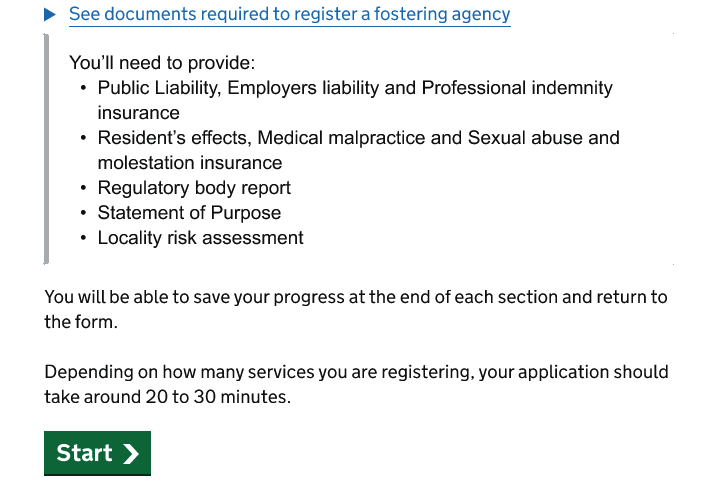 See documents required to register a fostering agency
You’ll need to provide:
• Public Liability, Employers liability and Professional indemnity
insurance
• Resident’s effects, Medical malpractice and Sexual abuse and
molestation insurance
• Regulatory body report
• Statement of Purpose
• Locality risk assessment
You will be able to save your progress at the end of each section and return to
the form.
Depending on how many services you are registering, your application should
take around 20 to 30 minutes.
Start